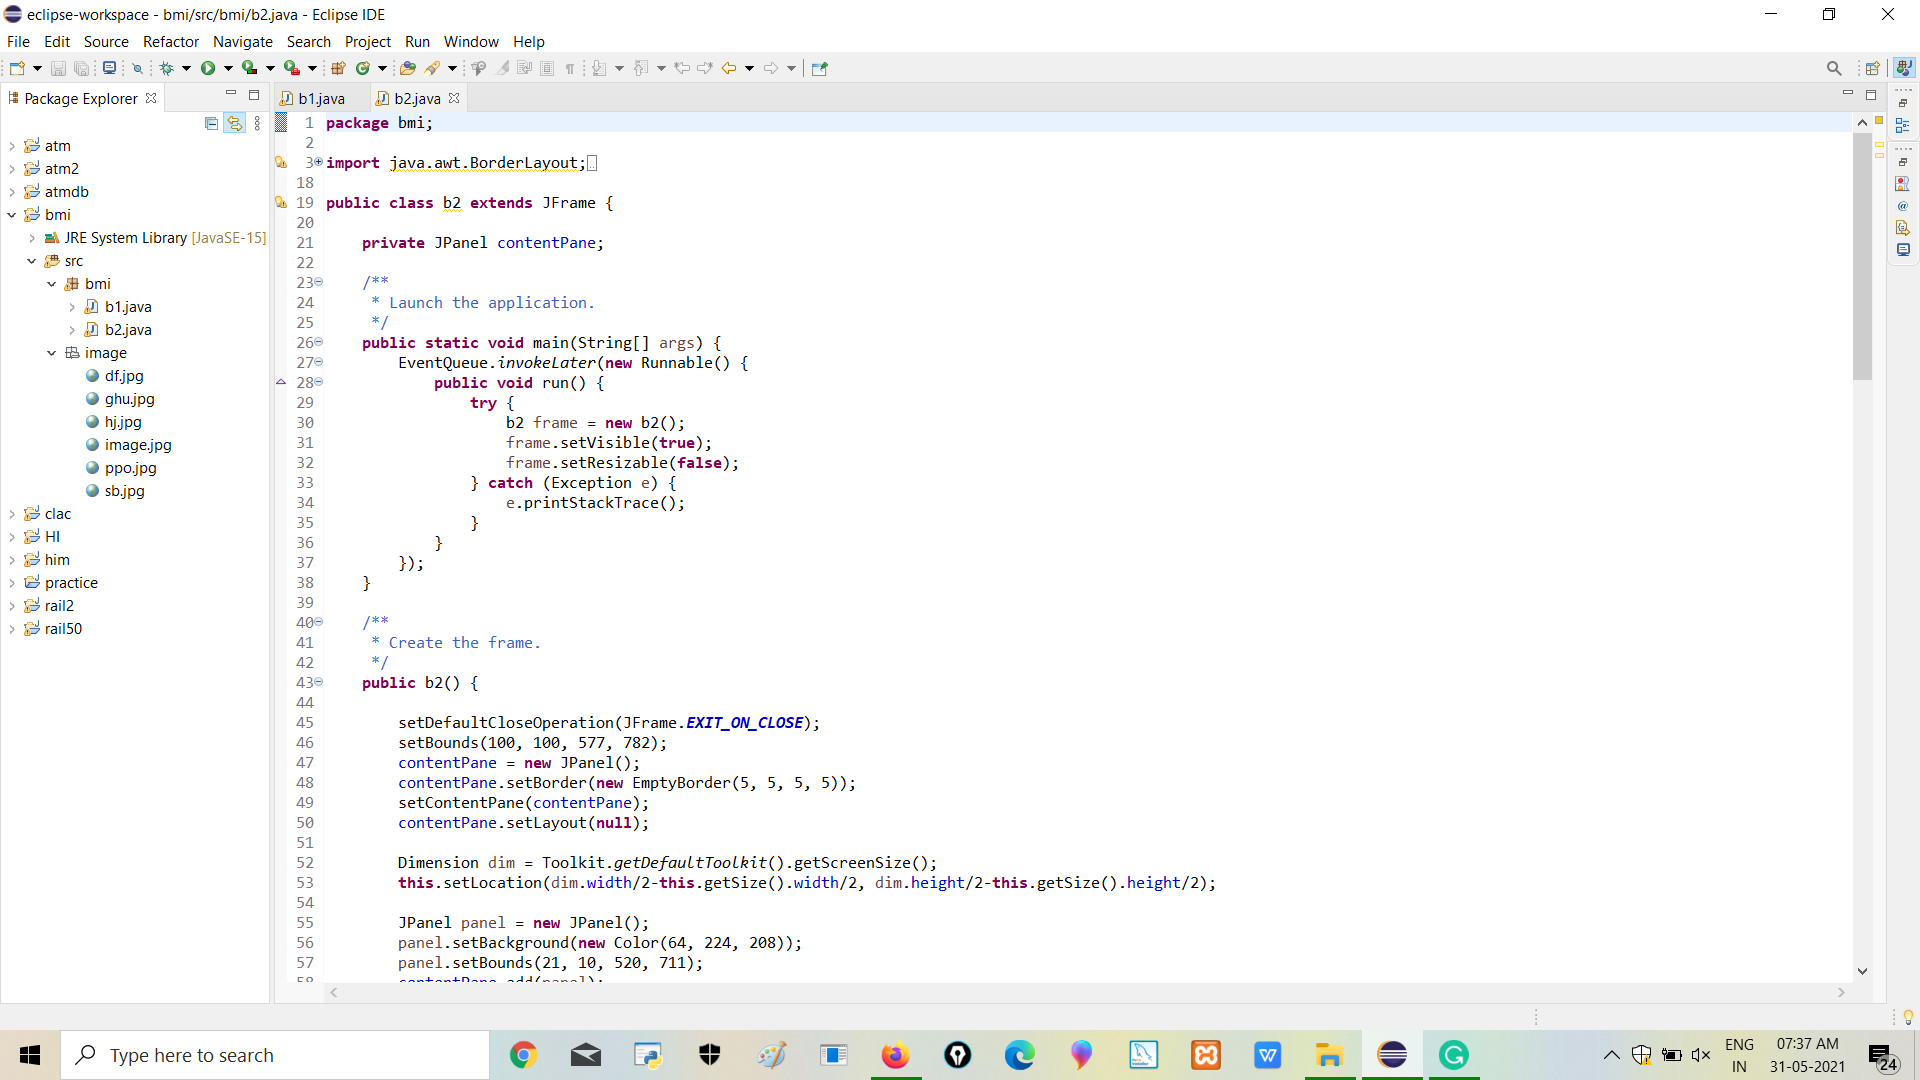 eclipse-workspace - bmi/src/bmi/b2.java - Eclipse IDE
File Edit Source Refactor Navigate Search Project Run Window Help
Package Explorer
b1.java
b2.java
atm
atm2
atmdb
bmi
JRE System Library [JavaSE-15]
src
bmi
b1.java
b2.java
image
df.jpg
ghu.jpg
hj.jpg
image.jpg
ppo.jpg
sb.jpg
clac
HI
him
practice
rail2
rail50
1 package bmi;
2
3 import java.awt.BorderLayout;
18
19 public class b2 extends JFrame {
20
21     private JPanel contentPane;
22
23     /**
24      * Launch the application.
25      */
26     public static void main(String[] args) {
27         EventQueue.invokeLater(new Runnable() {
28             public void run() {
29                 try {
30                     b2 frame = new b2();
31                     frame.setVisible(true);
32                     frame.setResizable(false);
33                 } catch (Exception e) {
34                     e.printStackTrace();
35                 }
36             }
37         });
38     }
39
40     /**
41      * Create the frame.
42      */
43     public b2() {
44
45         setDefaultCloseOperation(JFrame.EXIT_ON_CLOSE);
46         setBounds(100, 100, 577, 782);
47         contentPane = new JPanel();
48         contentPane.setBorder(new EmptyBorder(5, 5, 5, 5));
49         setContentPane(contentPane);
50         contentPane.setLayout(null);
51
52         Dimension dim = Toolkit.getDefaultToolkit().getScreenSize();
53         this.setLocation(dim.width/2-this.getSize().width/2, dim.height/2-this.getSize().height/2);
54
55         JPanel panel = new JPanel();
56         panel.setBackground(new Color(64, 224, 208));
57         panel.setBounds(21, 10, 520, 711);
58         contentPane.add(panel);
Type here to search
ENG
IN
07:37 AM
31-05-2021
24